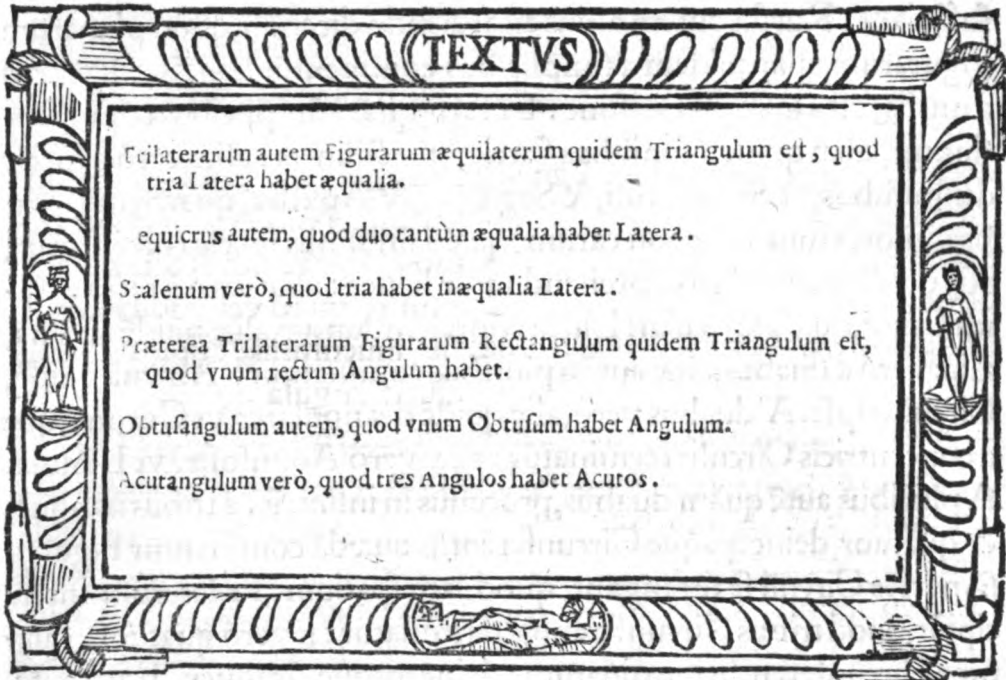 TEXTVS
Trilaterarum autem Figurarum æquilaterum quidem Triangulum eſt, quod
tria Latera habet æqualia.
equicrus autem, quod duo tantùm æqualia habet Latera.
Scalenum verò, quod tria habet inæqualia Latera.
Præterea Trilaterarum Figurarum Rectangulum quidem Triangulum eſt,
quod vnum rectum Angulum habet.
Obtuſangulum autem, quod vnum Obtuſum habet Angulum.
Acutangulum verò, quod tres Angulos habet Acutos.